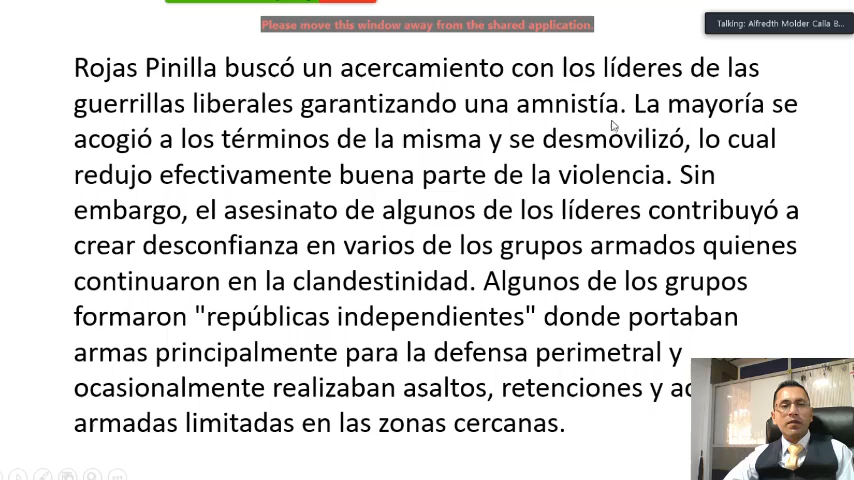 Please move this window away from the shared application.
Talking: Alfredth Molder Calla B...
Rojas Pinilla buscó un acercamiento con los líderes de las
guerrillas liberales garantizando una amnistía. La mayoría se
acogió a los términos de la misma y se desmovilizó, lo cual
redujo efectivamente buena parte de la violencia. Sin
embargo, el asesinato de algunos de los líderes contribuyó a
crear desconfianza en varios de los grupos armados quienes
continuaron en la clandestinidad. Algunos de los grupos
formaron "repúblicas independientes" donde portaban
armas principalmente para la defensa perimetral y
ocasionalmente realizaban asaltos, retenciones y
armadas limitadas en las zonas cercanas.